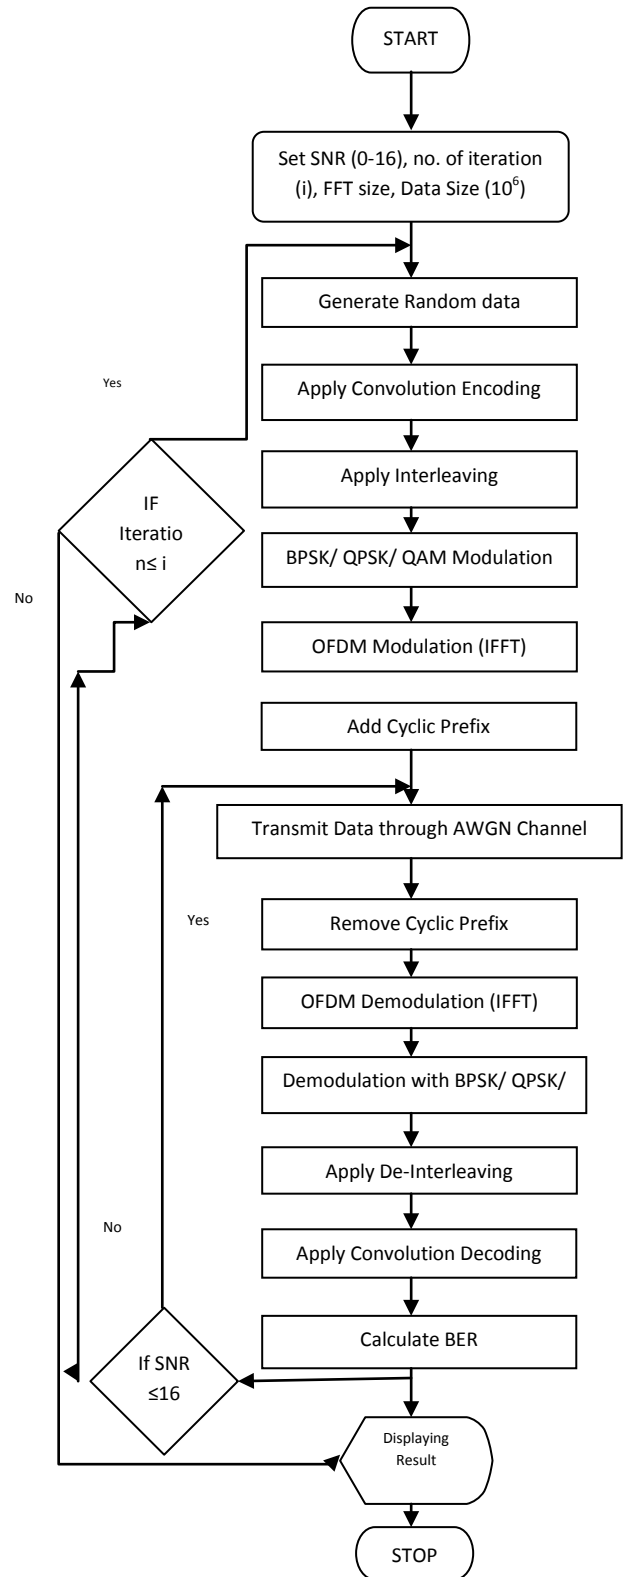 START
Set SNR (0-16), no. of iteration
(i), FFT size, Data Size (10⁶)
Generate Random data
Yes
Apply Convolution Encoding
Apply Interleaving
IF
Iteratio
n≤ i
BPSK/ QPSK/ QAM Modulation
No
OFDM Modulation (IFFT)
Add Cyclic Prefix
Transmit Data through AWGN Channel
Yes
Remove Cyclic Prefix
OFDM Demodulation (IFFT)
Demodulation with BPSK/ QPSK/
Apply De-Interleaving
No
Apply Convolution Decoding
Calculate BER
If SNR
≤16
Displaying
Result
STOP